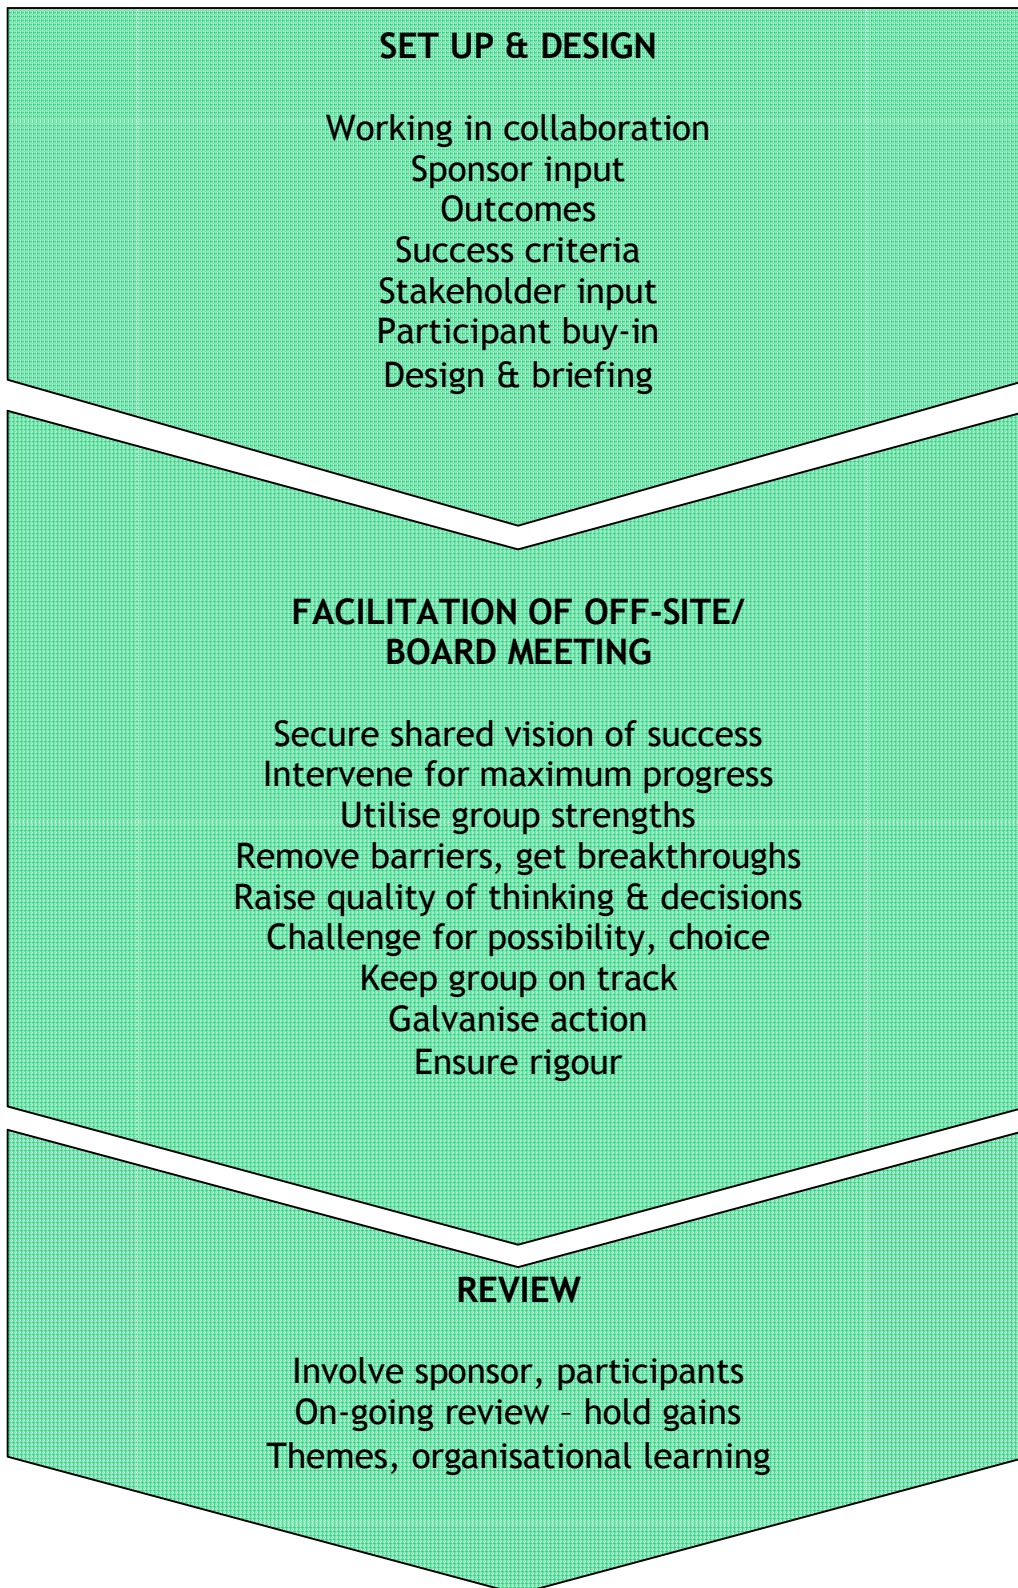 SET UP & DESIGN
Working in collaboration
Sponsor input
Outcomes
Success criteria
Stakeholder input
Participant buy-in
Design & briefing
FACILITATION OF OFF-SITE/
BOARD MEETING
Secure shared vision of success
Intervene for maximum progress
Utilise group strengths
Remove barriers, get breakthroughs
Raise quality of thinking & decisions
Challenge for possibility, choice
Keep group on track
Galvanise action
Ensure rigour
REVIEW
Involve sponsor, participants
On-going review – hold gains
Themes, organisational learning